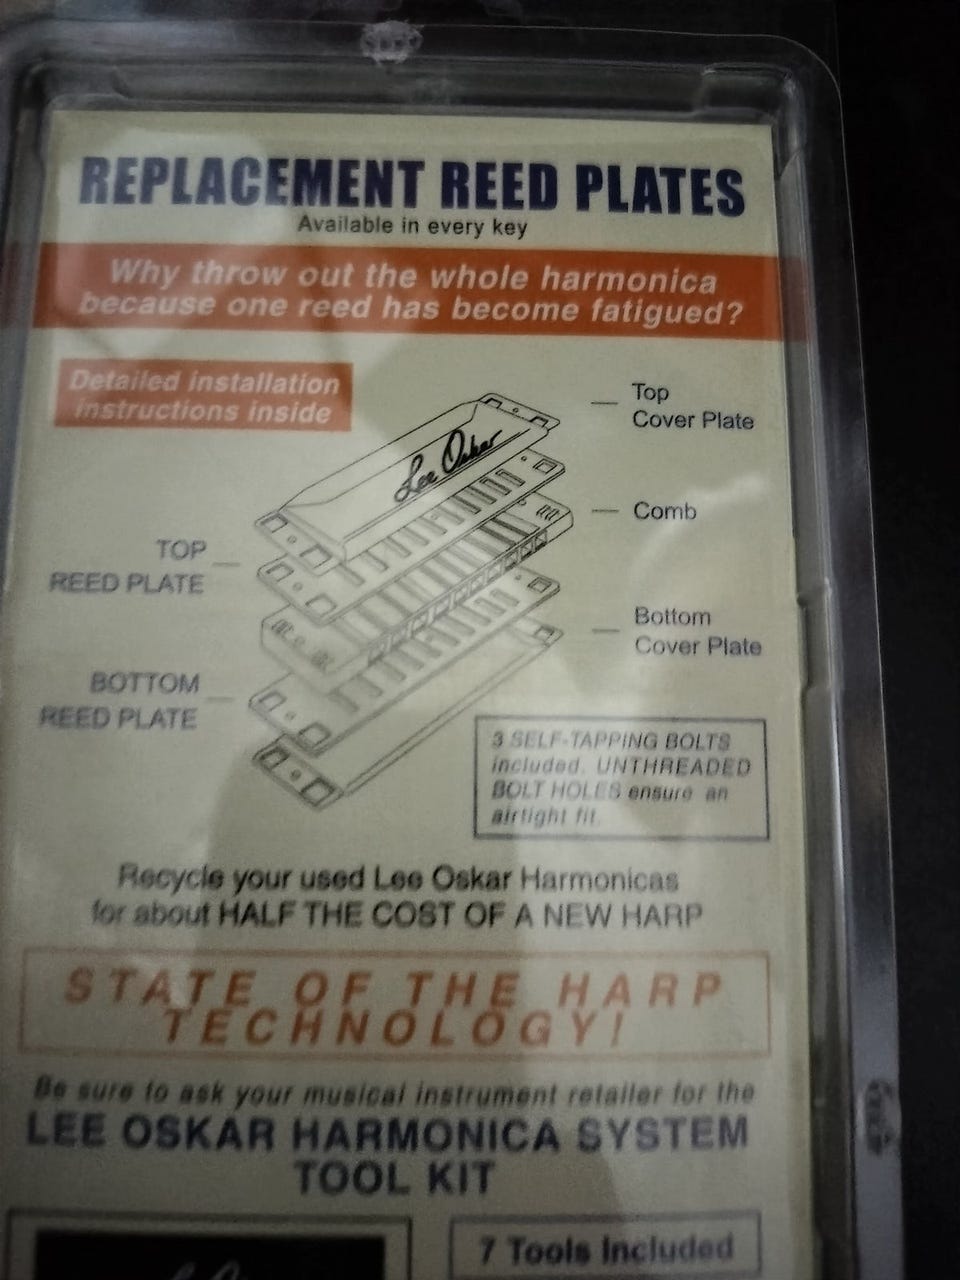 REPLACEMENT REED PLATES
Available in every key
Why throw out the whole harmonica
because one reed has become fatigued?
Detailed installation
instructions inside
Top
Cover Plate
Lee Oskar
Comb
TOP
REED PLATE
Bottom
Cover Plate
BOTTOM
REED PLATE
3 SELF-TAPPING BOLTS
included. UNTHREADED
BOLT HOLES ensure an
airtight fit.
Recycle your used Lee Oskar Harmonicas
for about HALF THE COST OF A NEW HARP
STATE OF THE HARP
TECHNOLOGY!
Be sure to ask your musical instrument retailer for the
LEE OSKAR HARMONICA SYSTEM
TOOL KIT
7 Tools Included